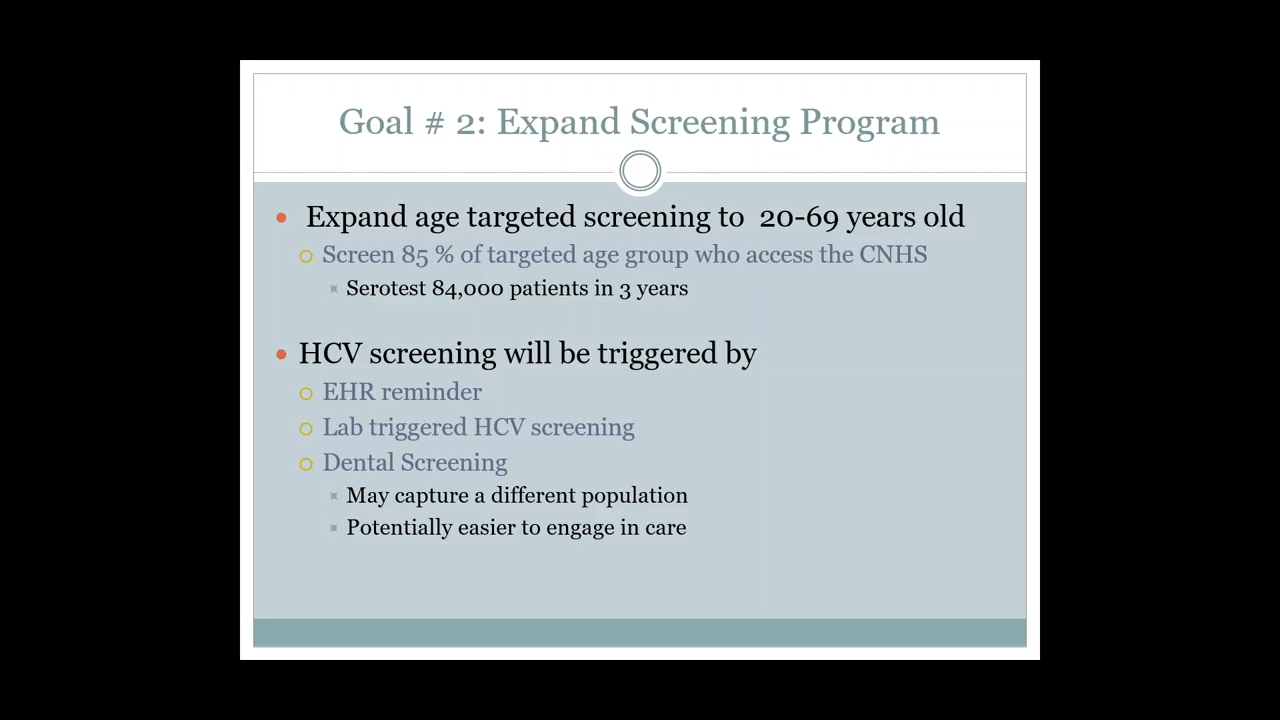 Goal # 2: Expand Screening Program
Expand age targeted screening to 20-69 years old
Screen 85 % of targeted age group who access the CNHS
Serotest 84,000 patients in 3 years
HCV screening will be triggered by
EHR reminder
Lab triggered HCV screening
Dental Screening
May capture a different population
Potentially easier to engage in care